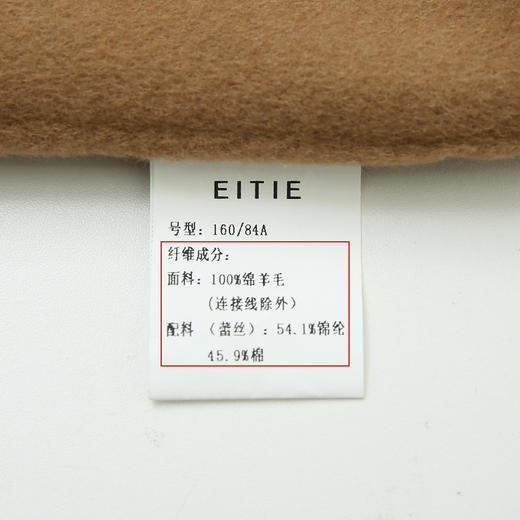 EITIE
号型：160/84A
纤维成分：
面料：100%绵羊毛
（连接线除外）
配料 （蕾丝）：54.1%锦纶
45.9%棉